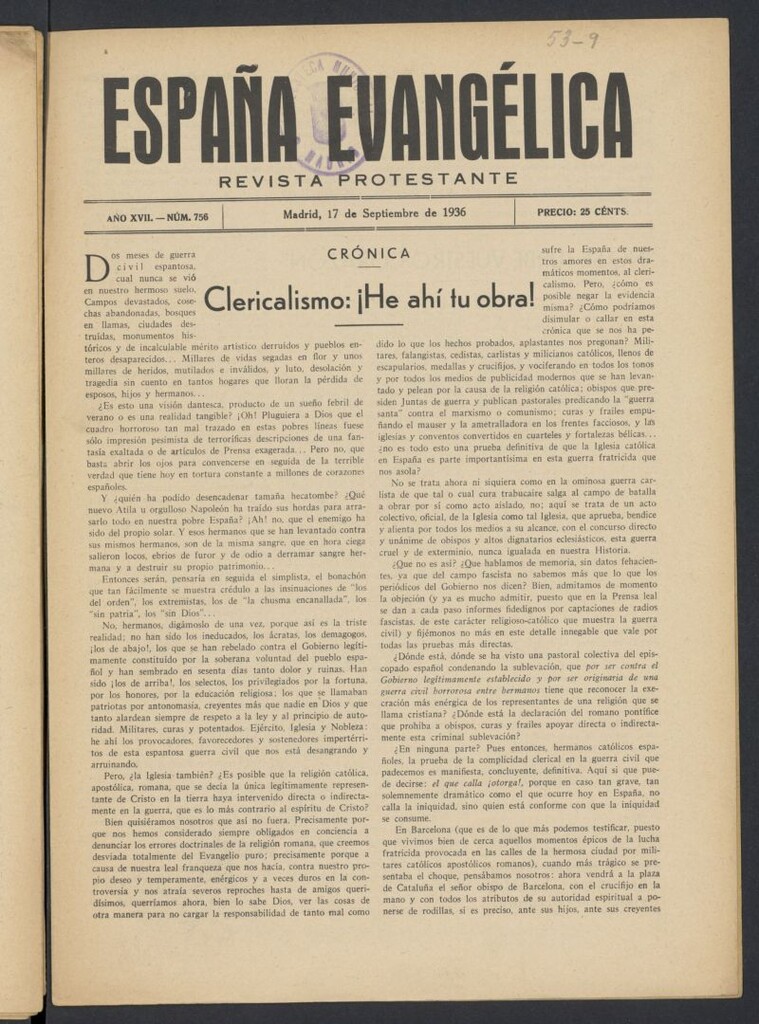 53-9
ESPAÑA EVANGÉLICA
REVISTA PROTESTANTE
AÑO XVII. — NÚM. 756
Madrid, 17 de Septiembre de 1936
PRECIO: 25 CÉNTS.
CRÓNICA
Clericalismo: ¡He ahí tu obra!
Dos meses de guerra
civil espantosa,
cual nunca se vió
en nuestro hermoso suelo.
Campos devastados, cose-
chas abandonadas, bosques
en llamas, ciudades des-
truídas, monumentos his-
tóricos y de incalculable mérito artístico derruídos y pueblos en-
teros desaparecidos... Millares de vidas segadas en flor y unos
millares de heridos, mutilados e inválidos, y luto, desolación y
tragedia sin cuento en tantos hogares que lloran la pérdida de
esposos, hijos y hermanos...
¿Es esto una visión dantesca, producto de un sueño febril de
verano o es una realidad tangible? ¡Oh! Pluguiera a Dios que el
cuadro horroroso tan mal trazado en estas pobres líneas fuese
sólo impresión pesimista de terroríficas descripciones de una fan-
tasía exaltada o de artículos de Prensa exagerada... Pero no, que
basta abrir los ojos para convencerse en seguida de la terrible
verdad que tiene hoy en tortura constante a millones de corazones
españoles.
Y ¿quién ha podido desencadenar tamaña hecatombe? ¿Qué
nuevo Atila u orgulloso Napoleón ha traído sus hordas para arra-
sarlo todo en nuestra pobre España? ¡Ah! no, que el enemigo ha
sido del propio solar. Y esos hermanos que se han levantado contra
sus mismos hermanos, son de la misma sangre, que en hora ciega
salieron locos, ebrios de furor y de odio a derramar sangre her-
mana y a destruir su propio patrimonio...
Entonces serán, pensaría en seguida el simplista, el bonachón
que tan fácilmente se muestra crédulo a las insinuaciones de "los
del orden", los extremistas, los de "la chusma encanallada", los
"sin patria", los "sin Dios"...
No, hermanos, digámoslo de una vez, porque así es la triste
realidad; no han sido los ineducados, los ácratas, los demagogos,
¡los de abajo!, los que se han rebelado contra el Gobierno legíti-
mamente constituído por la soberana voluntad del pueblo espa-
ñol y han sembrado en sesenta días tanto dolor y ruinas. Han
sido ¡los de arriba!, los selectos, los privilegiados por la fortuna,
por los honores, por la educación religiosa; los que se llamaban
patriotas por antonomasia, creyentes más que nadie en Dios y que
tanto alardean siempre de respeto a la ley y al principio de auto-
ridad. Militares, curas y potentados. Ejército, Iglesia y Nobleza:
he ahí los provocadores, favorecedores y sostenedores impertérri-
tos de esta espantosa guerra civil que nos está desangrando y
arruinando.
Pero, ¿la Iglesia también? ¿Es posible que la religión católica,
apostólica, romana, que se decía la única legítimamente represen-
tante de Cristo en la tierra haya intervenido directa o indirecta-
mente en la guerra, que es lo más contrario al espíritu de Cristo?
Bien quisiéramos nosotros que así no fuera. Precisamente por-
que nos hemos considerado siempre obligados en conciencia a
denunciar los errores doctrinales de la religión romana, que creemos
desviada totalmente del Evangelio puro; precisamente porque a
causa de nuestra leal franqueza que nos hacía, contra nuestro pro-
pio deseo y temperamento, enérgicos y a veces duros en la con-
troversia y nos atraía severos reproches hasta de amigos queri-
dísimos, querríamos ahora, bien lo sabe Dios, ver las cosas de
otra manera para no cargar la responsabilidad de tanto mal como
sufre la España de nues-
tros amores en estos dra-
máticos momentos, al cleri-
calismo. Pero, ¿cómo es
posible negar la evidencia
misma? ¿Cómo podríamos
disimular o callar en esta
crónica que se nos ha pe-
dido lo que los hechos probados, aplastantes nos pregonan? Mili-
tares, falangistas, cedistas, carlistas y milicianos católicos, llenos de
escapularios, medallas y crucifijos, y vociferando en todos los tonos
y por todos los medios de publicidad modernos que se han levan-
tado y pelean por la causa de la religión católica; obispos que pre-
siden Juntas de guerra y publican pastorales predicando la "guerra
santa" contra el marxismo o comunismo; curas y frailes empu-
ñando el mauser y la ametralladora en los frentes facciosos, y las
iglesias y conventos convertidos en cuarteles y fortalezas bélicas...
¿no es todo esto una prueba definitiva de que la Iglesia católica
en España es parte importantísima en esta guerra fratricida que
nos asola?
No se trata ahora ni siquiera como en la ominosa guerra car-
lista de que tal o cual cura trabucaire salga al campo de batalla
a obrar por sí como acto aislado, no; aquí se trata de un acto
colectivo, oficial, de la Iglesia como tal Iglesia, que aprueba, bendice
y alienta por todos los medios a su alcance, con el concurso directo
y unánime de obispos y altos dignatarios eclesiásticos, esta guerra
cruel y de exterminio, nunca igualada en nuestra Historia.
¿Que no es así? ¿Que hablamos de memoria, sin datos fehacien-
tes, ya que del campo fascista no sabemos más que lo que los
periódicos del Gobierno nos dicen? Bien, admitamos de momento
la objeción (y ya es mucho admitir, puesto que en la Prensa leal
se dan a cada paso informes fidedignos por captaciones de radios
fascistas, de este carácter religioso-católico que muestra la guerra
civil) y fijémonos no más en este detalle innegable que vale por
todas las pruebas más directas.
¿Dónde está, dónde se ha visto una pastoral colectiva del epis-
copado español condenando la sublevación, que por ser contra el
Gobierno legítimamente establecido y por ser originaria de una
guerra civil horrorosa entre hermanos tiene que reconocer la exe-
cración más enérgica de los representantes de una religión que se
llama cristiana? ¿Dónde está la declaración del romano pontífice
que prohiba a obispos, curas y frailes apoyar directa o indirecta-
mente esta criminal sublevación?
¿En ninguna parte? Pues entonces, hermanos católicos espa-
ñoles, la prueba de la complicidad clerical en la guerra civil que
padecemos es manifiesta, concluyente, definitiva. Aquí sí que pue-
de decirse: el que calla ¡otorga!, porque en caso tan grave, tan
solemnemente dramático como el que ocurre hoy en España, no
calla la iniquidad, sino quien está conforme con que la iniquidad
se consume.
En Barcelona (que es de lo que más podemos testificar, puesto
que vivimos bien de cerca aquellos momentos épicos de la lucha
fratricida provocada en las calles de la hermosa ciudad por mi-
litares católicos apostólicos romanos), cuando más trágico se pre-
sentaba el choque, pensábamos nosotros: ahora vendrá a la plaza
de Cataluña el señor obispo de Barcelona, con el crucifijo en la
mano y con todos los atributos de su autoridad espiritual a po-
nerse de rodillas, si es preciso, ante sus hijos, ante sus creyentes